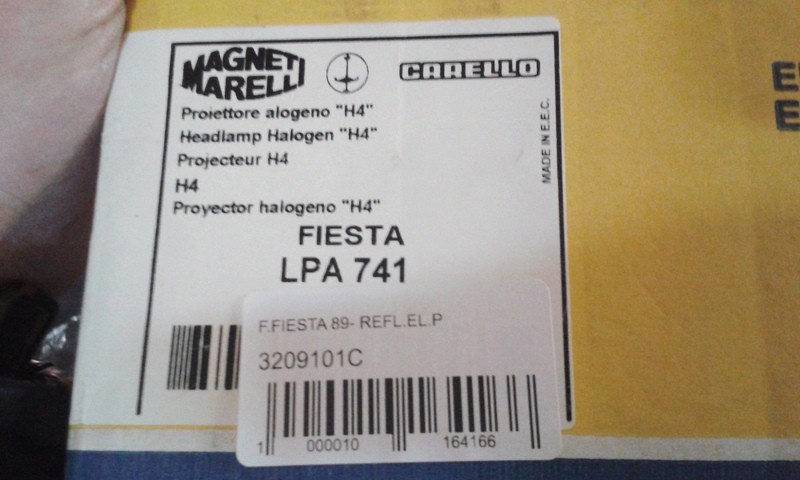 MAGNETI MARELLI
CARELLO
Proiettore alogeno "H4"
Headlamp Halogen "H4"
Projecteur H4
H4
Proyector halogeno "H4"
MADE IN E.E.C.
FIESTA
LPA 741
F.FIESTA 89- REFL.EL.P
3209101C
1 000010 164166